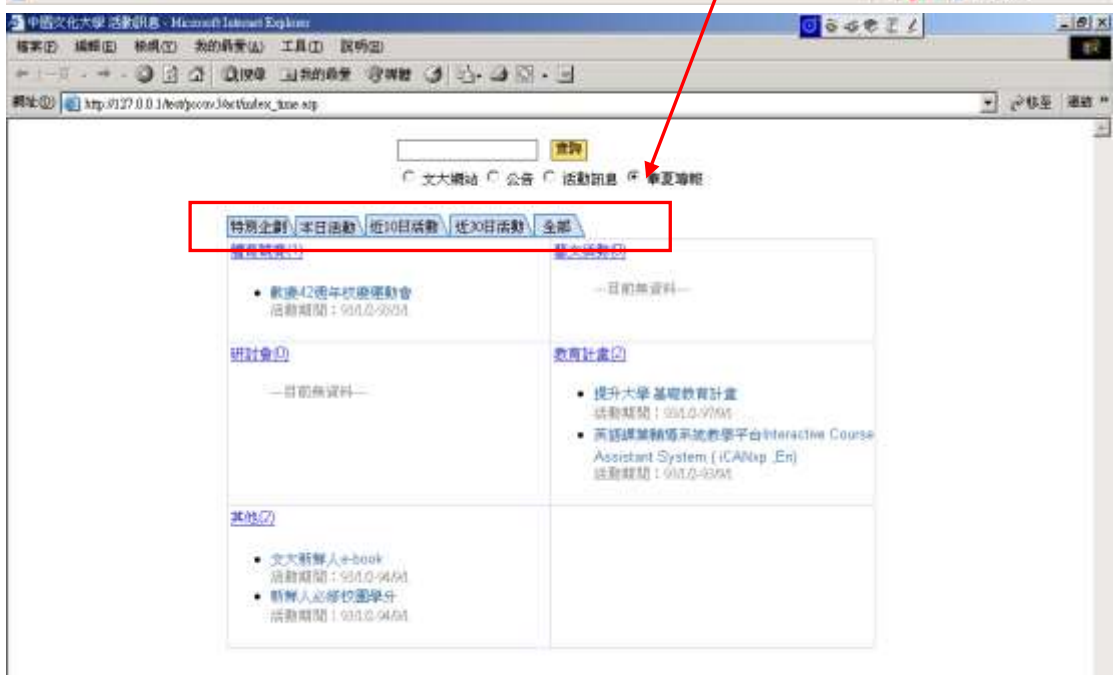 中國文化大學 活動訊息 - Microsoft Internet Explorer
檔案(F) 編輯(E) 檢視(V) 我的最愛(A) 工具(T) 說明(H)
搜尋 我的最愛 媒體
網址(D) http://127.0.0.1/test/pccuv3/act/index_time.asp 移至 連結 »
查詢
文大網站 公告 活動訊息 華夏導報
特別企劃 本日活動 近10日活動 近30日活動 全部
體育競賽(1) 藝文活動(0)
歡慶42週年校慶運動會
活動期間：
---目前無資料---
研討會(0) 教育計畫(2)
---目前無資料---
提升大學基礎教育計畫
活動期間：
英語課業輔導系統教學平台Interactive Course
Assistant System ( iCANxp ,En)
活動期間：
其他(2)
文大新鮮人e-book
活動期間：
新鮮人必修校園學分
活動期間：